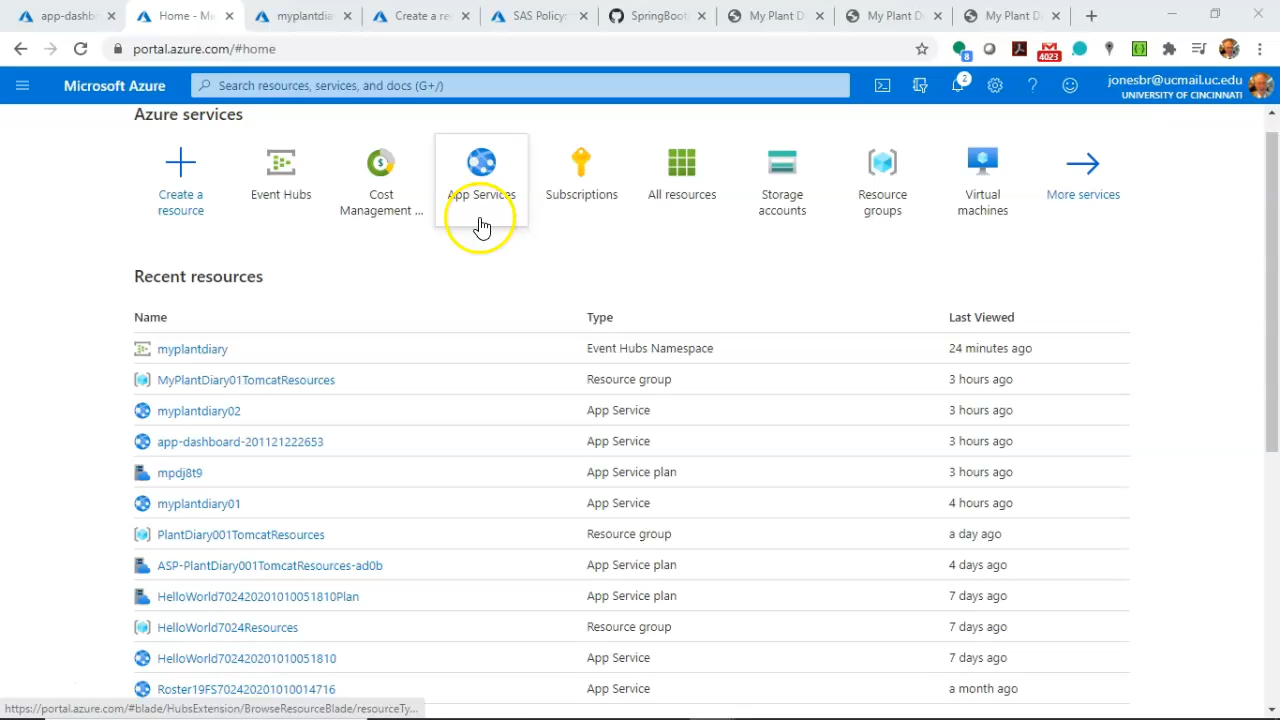 app-dashb
Home - Mi
myplantdia
Create a re
SAS Policy:
SpringBoot
My Plant D
My Plant D
My Plant D
portal.azure.com/#home
8
4023
Microsoft Azure
Search resources, services, and docs (G+/)
2
jonesbr@ucmail.uc.edu
UNIVERSITY OF CINCINNATI
Azure services
Create a
resource
Event Hubs
Cost
Management ...
App Services
Subscriptions
All resources
Storage
accounts
Resource
groups
Virtual
machines
More services
Recent resources
Name Type Last Viewed
myplantdiary Event Hubs Namespace 24 minutes ago
MyPlantDiary01TomcatResources Resource group 3 hours ago
myplantdiary02 App Service 3 hours ago
app-dashboard-201121222653 App Service 3 hours ago
mpdj8t9 App Service plan 3 hours ago
myplantdiary01 App Service 4 hours ago
PlantDiary001TomcatResources Resource group a day ago
ASP-PlantDiary001TomcatResources-ad0b App Service plan 4 days ago
HelloWorld702420201010051810Plan App Service plan 7 days ago
HelloWorld7024Resources Resource group 7 days ago
HelloWorld702420201010051810 App Service 7 days ago
Roster19FS702420201010014716 App Service a month ago
https://portal.azure.com/#blade/HubsExtension/BrowseResourceBlade/resourceTy...